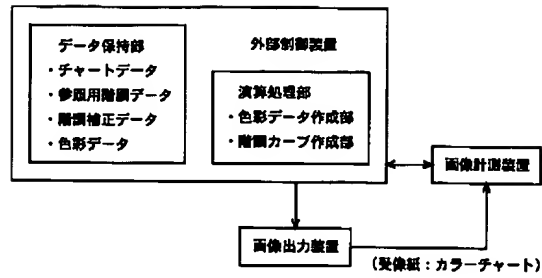 データ保持部
・チャートデータ
・参照用階調データ
・階調補正データ
・色彩データ
外部制御装置
演算処理部
・色彩データ作成部
・階調カーブ作成部
画像計測装置
画像出力装置
(受像紙:カラーチャート)